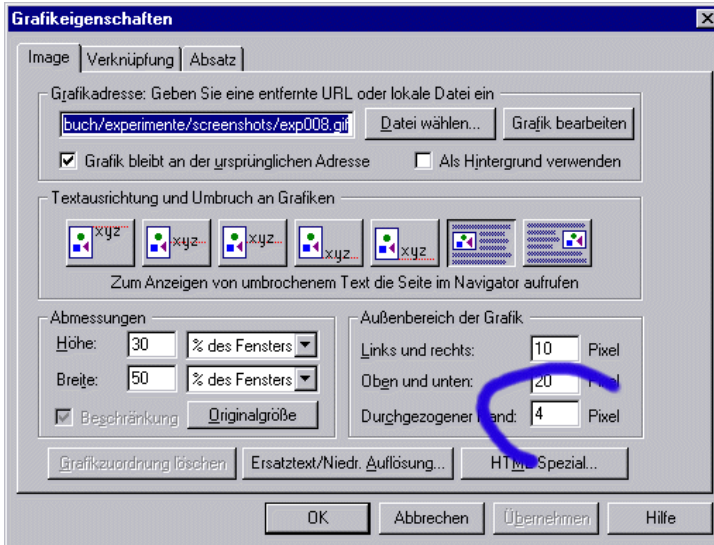 Grafikeigenschaften
Image Verknüpfung Absatz
Grafikadresse: Geben Sie eine entfernte URL oder lokale Datei ein
buch/experimente/screenshots/exp008.gif Datei wählen... Grafik bearbeiten
Grafik bleibt an der ursprünglichen Adresse Als Hintergrund verwenden
Textausrichtung und Umbruch an Grafiken
xyz xyz xyz xyz xyz
Zum Anzeigen von umbrochenem Text die Seite im Navigator aufrufen
Abmessungen Außenbereich der Grafik
Höhe: 30 % des Fensters Links und rechts: 10 Pixel
Breite: 50 % des Fensters Oben und unten: 20 Pixel
Beschränkung Originalgröße Durchgezogener Rand: 4 Pixel
Grafikzuordnung löschen Ersatztext/Niedr. Auflösung... HTML Spezial...
OK Abbrechen Übernehmen Hilfe